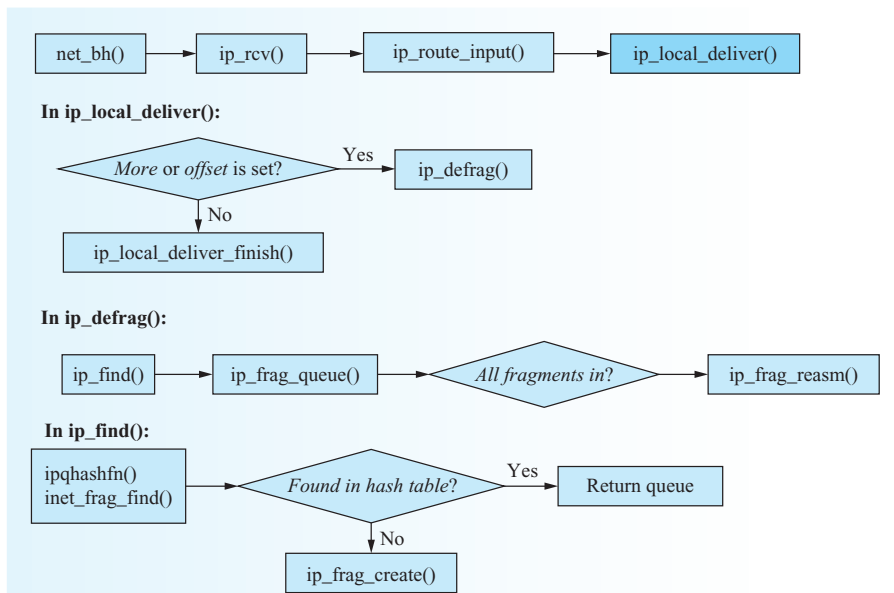 net_bh()
ip_rcv()
ip_route_input()
ip_local_deliver()
In ip_local_deliver():
More or offset is set?
Yes
ip_defrag()
No
ip_local_deliver_finish()
In ip_defrag():
ip_find()
ip_frag_queue()
All fragments in?
ip_frag_reasm()
In ip_find():
ipqhashfn()
inet_frag_find()
Found in hash table?
Yes
Return queue
No
ip_frag_create()